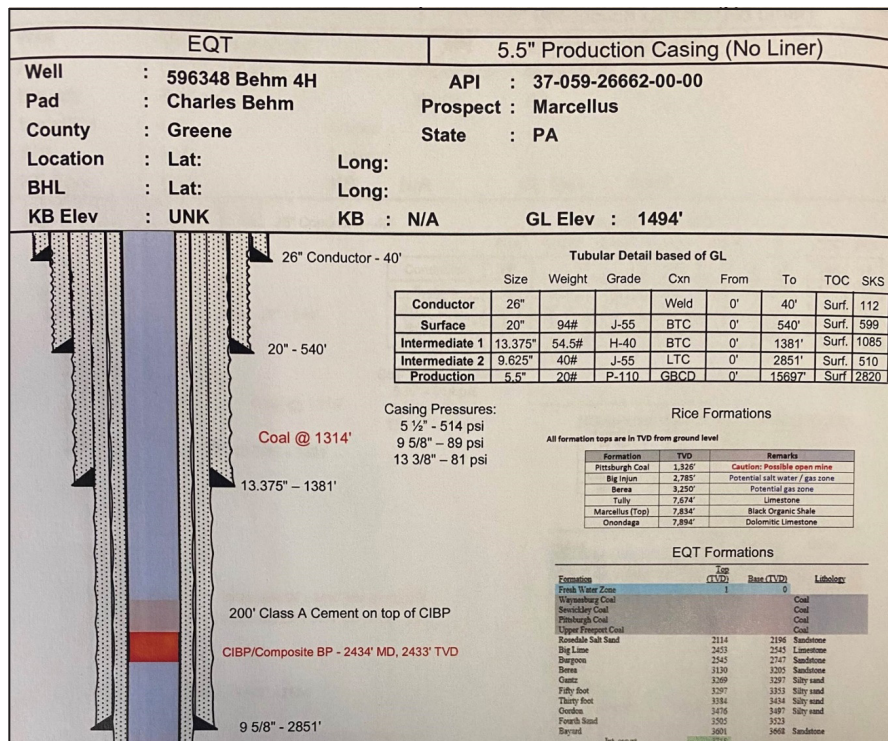 EQT 5.5" Production Casing (No Liner)
Well : 596348 Behm 4H API : 37-059-26662-00-00
Pad : Charles Behm Prospect : Marcellus
County : Greene State : PA
Location : Lat: Long:
BHL : Lat: Long:
KB Elev : UNK KB : N/A GL Elev : 1494'
26" Conductor - 40'
20" - 540'
Coal @ 1314'
13.375" – 1381'
200' Class A Cement on top of CIBP
CIBP/Composite BP - 2434' MD, 2433' TVD
9 5/8" - 2851'
Tubular Detail based of GL
Size Weight Grade Cxn From To TOC SKS
Conductor 26" Weld 0' 40' Surf. 112
Surface 20" 94# J-55 BTC 0' 540' Surf. 599
Intermediate 1 13.375" 54.5# H-40 BTC 0' 1381' Surf. 1085
Intermediate 2 9.625" 40# J-55 LTC 0' 2851' Surf. 510
Production 5.5" 20# P-110 GBCD 0' 15697' Surf 2820
Casing Pressures:
5 ½" - 514 psi
9 5/8" – 89 psi
13 3/8" – 81 psi
Rice Formations
All formation tops are in TVD from ground level
Formation TVD Remarks
Pittsburgh Coal 1,326' Caution: Possible open mine
Big Injun 2,785' Potential salt water / gas zone
Berea 3,250' Potential gas zone
Tully 7,674' Limestone
Marcellus (Top) 7,834' Black Organic Shale
Onondaga 7,894' Dolomitic Limestone
EQT Formations
Formation Top (TVD) Base (TVD) Lithology
Fresh Water Zone 1 0
Waynesburg Coal Coal
Sewickley Coal Coal
Pittsburgh Coal Coal
Upper Freeport Coal Coal
Rosedale Salt Sand 2114 2196 Sandstone
Big Lime 2453 2545 Limestone
Burgoon 2545 2747 Sandstone
Berea 3130 3205 Sandstone
Gantz 3269 3297 Silty sand
Fifty foot 3297 3353 Silty sand
Thirty foot 3384 3434 Silty sand
Gordon 3476 3497 Silty sand
Fourth Sand 3505 3523
Bayard 3601 3668 Sandstone